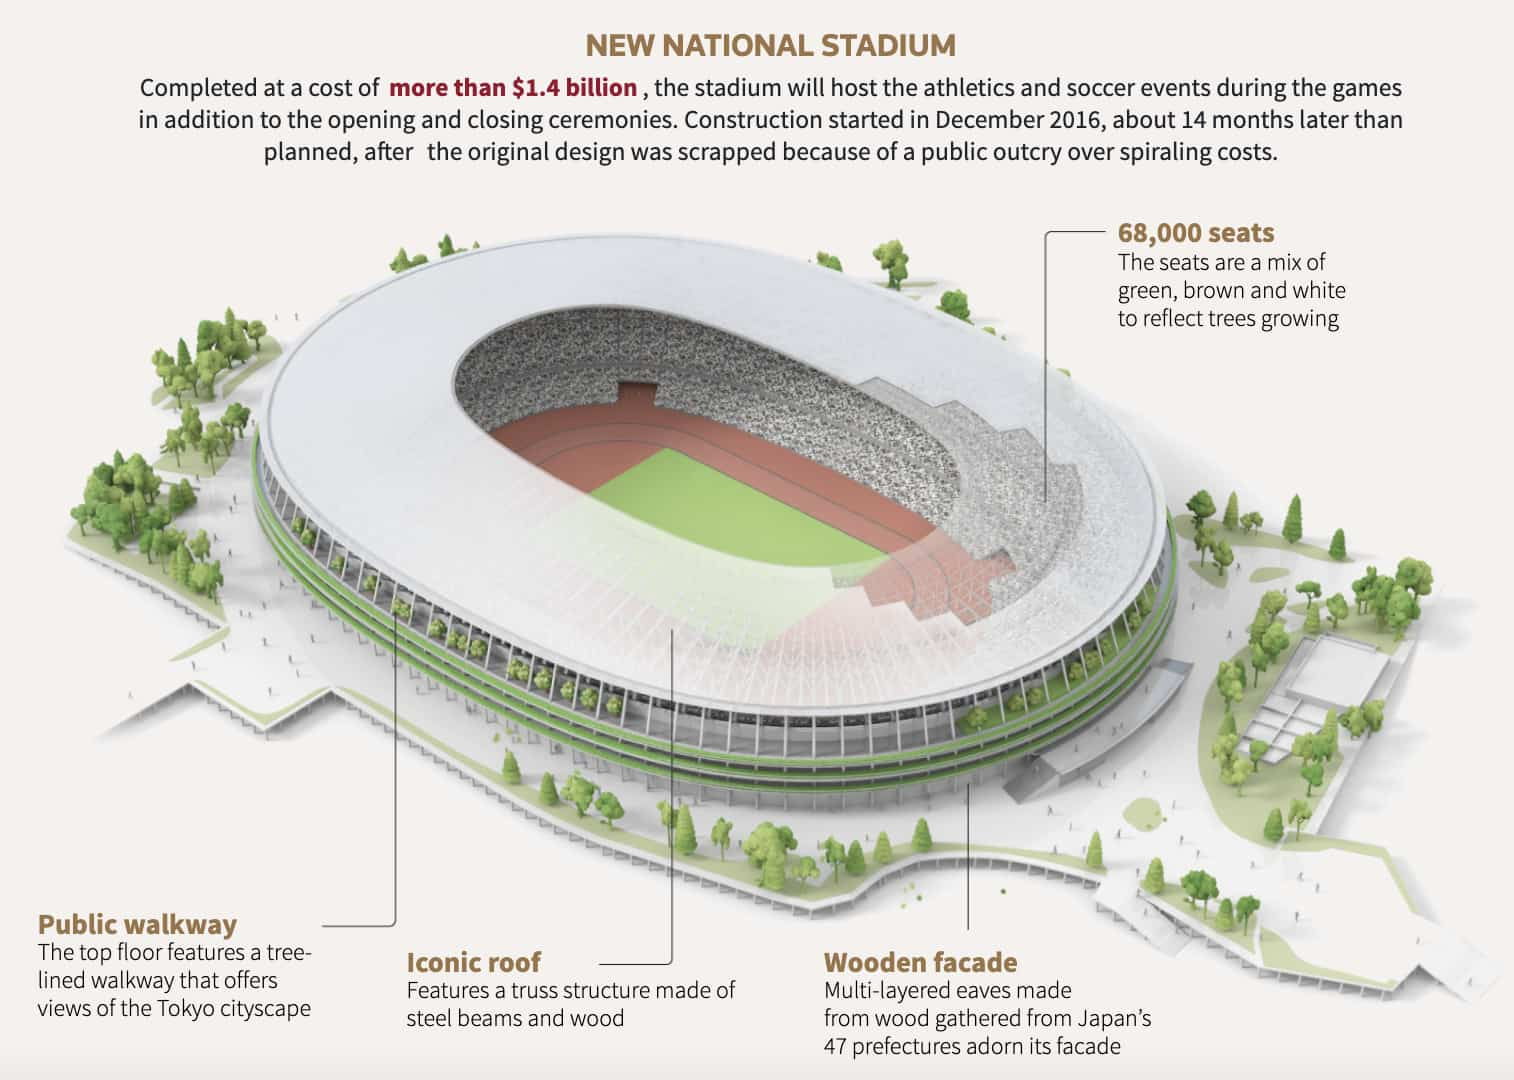 NEW NATIONAL STADIUM
Completed at a cost of more than $1.4 billion , the stadium will host the athletics and soccer events during the games
in addition to the opening and closing ceremonies. Construction started in December 2016, about 14 months later than
planned, after the original design was scrapped because of a public outcry over spiraling costs.
68,000 seats
The seats are a mix of
green, brown and white
to reflect trees growing
Public walkway
The top floor features a tree-
lined walkway that offers
views of the Tokyo cityscape
Iconic roof
Features a truss structure made of
steel beams and wood
Wooden facade
Multi-layered eaves made
from wood gathered from Japan’s
47 prefectures adorn its facade